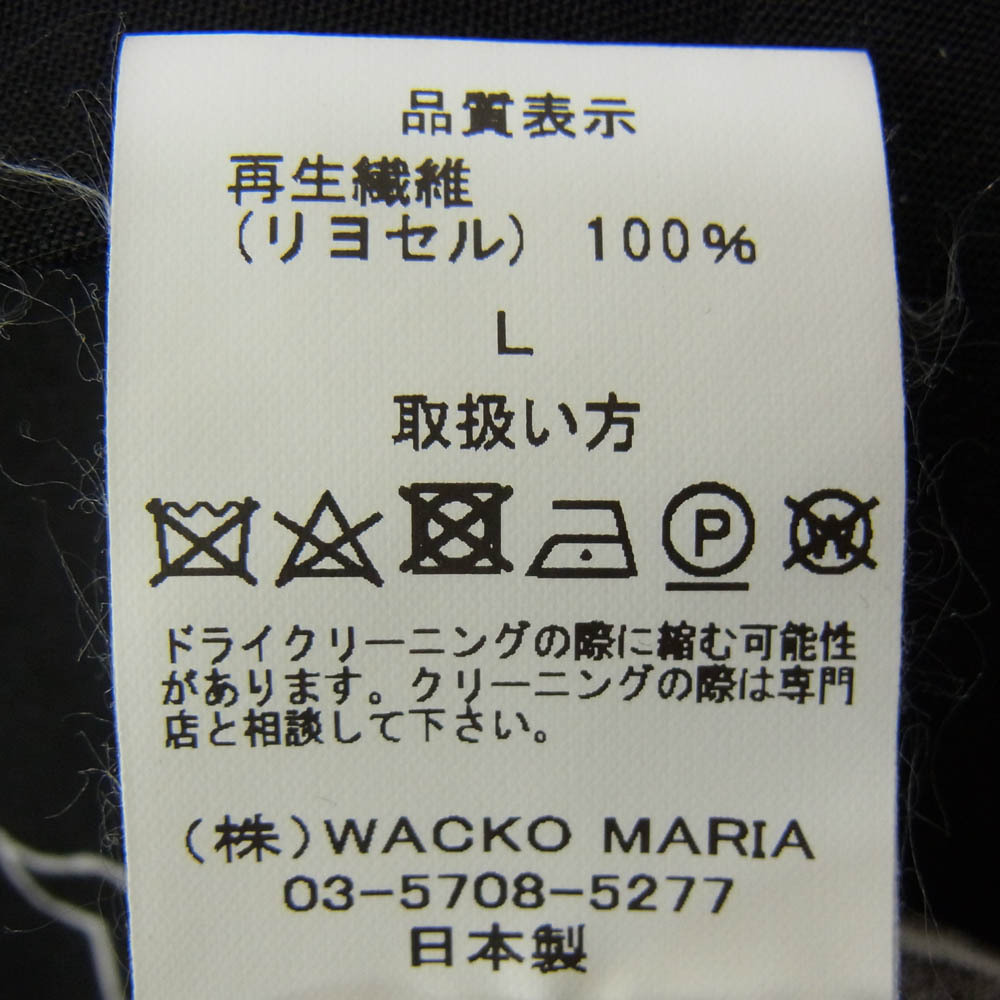 品質表示
再生繊維
(リヨセル) 100%
L
取扱い方
P
W
ドライクリーニングの際に縮む可能性
があります。クリーニングの際は専門
店と相談して下さい。
(株)WACKO MARIA
03-5708-5277
日本製